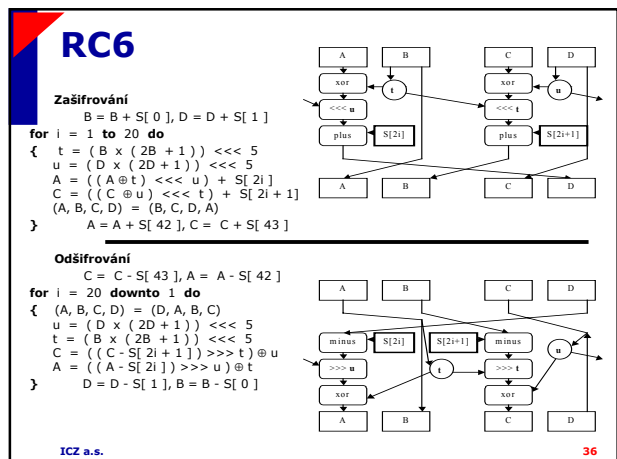 RC6
Zašifrování
B = B + S[ 0 ], D = D + S[ 1 ]
for i = 1 to 20 do
{ t = ( B x ( 2B + 1 ) ) <<< 5
u = ( D x ( 2D + 1 ) ) <<< 5
A = ( ( A ⊕ t ) <<< u ) + S[ 2i ]
C = ( ( C ⊕ u ) <<< t ) + S[ 2i + 1]
(A, B, C, D) = (B, C, D, A)
} A = A + S[ 42 ], C = C + S[ 43 ]
A B C D
xor t xor u
<<< u <<< t
plus S[2i] plus S[2i+1]
A B C D
Odšifrování
C = C - S[ 43 ], A = A - S[ 42 ]
for i = 20 downto 1 do
{ (A, B, C, D) = (D, A, B, C)
u = ( D x ( 2D + 1 ) ) <<< 5
t = ( B x ( 2B + 1 ) ) <<< 5
C = ( ( C - S[ 2i + 1 ] ) >>> t ) ⊕ u
A = ( ( A - S[ 2i ] ) >>> u ) ⊕ t
} D = D - S[ 1 ], B = B - S[ 0 ]
A B C D
minus S[2i] S[2i+1] minus u
>>> u t >>> t
xor xor
A B C D
ICZ a.s. 36